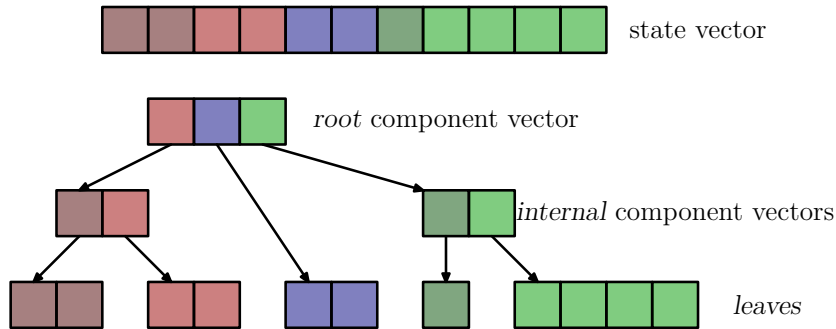 state vector
root component vector
internal component vectors
leaves